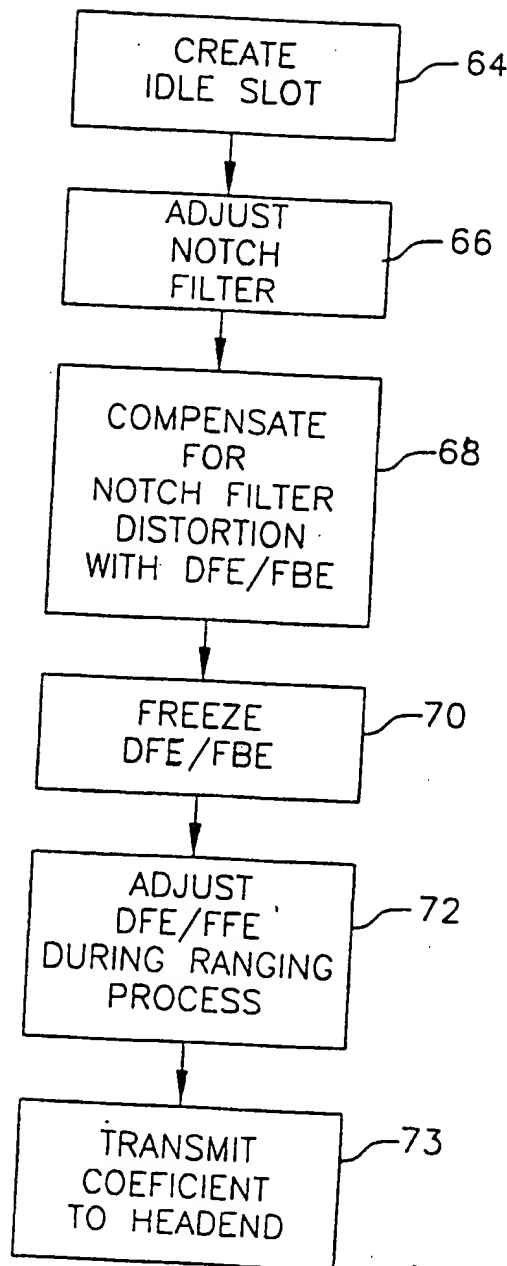 CREATE
IDLE SLOT
64
ADJUST
NOTCH
FILTER
66
COMPENSATE
FOR
NOTCH FILTER
DISTORTION
WITH DFE/FBE
68
FREEZE
DFE/FBE
70
ADJUST
DFE/FFE
DURING RANGING
PROCESS
72
TRANSMIT
COEFICIENT
TO HEADEND
73